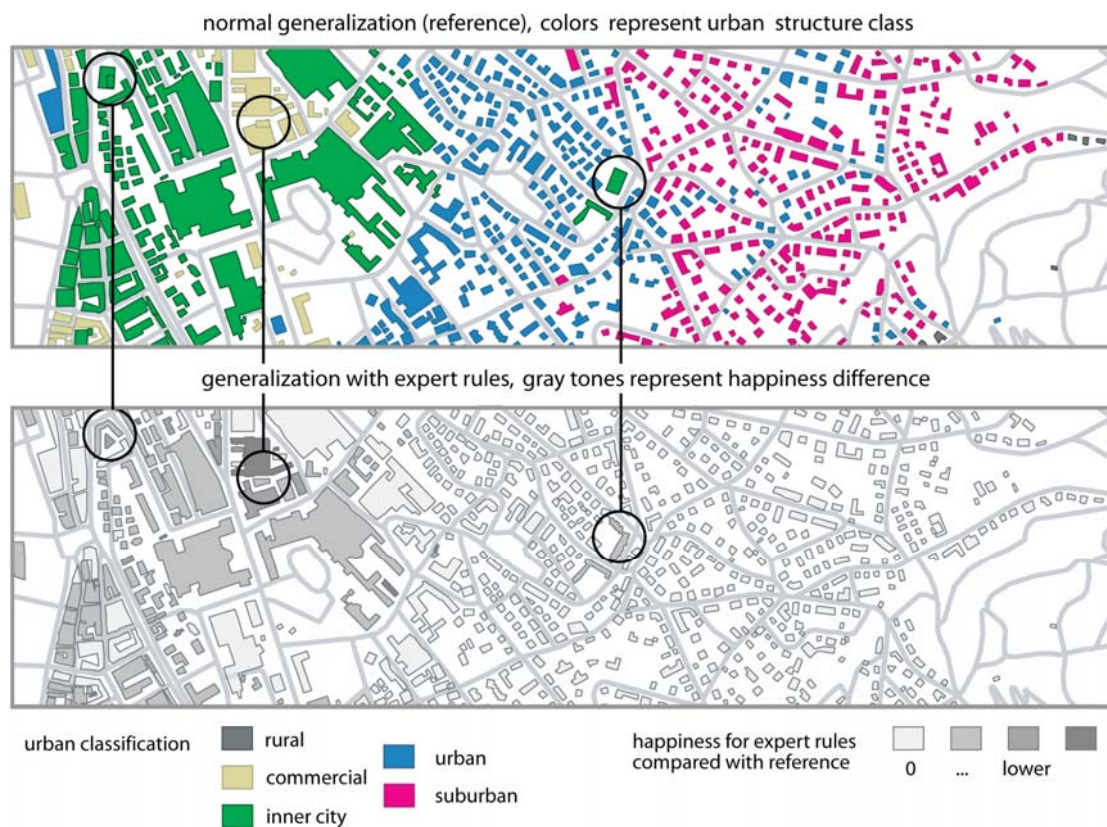 normal generalization (reference), colors represent urban structure class
generalization with expert rules, gray tones represent happiness difference
urban classification
rural
commercial
inner city
urban
suburban
happiness for expert rules
compared with reference
0 ... lower